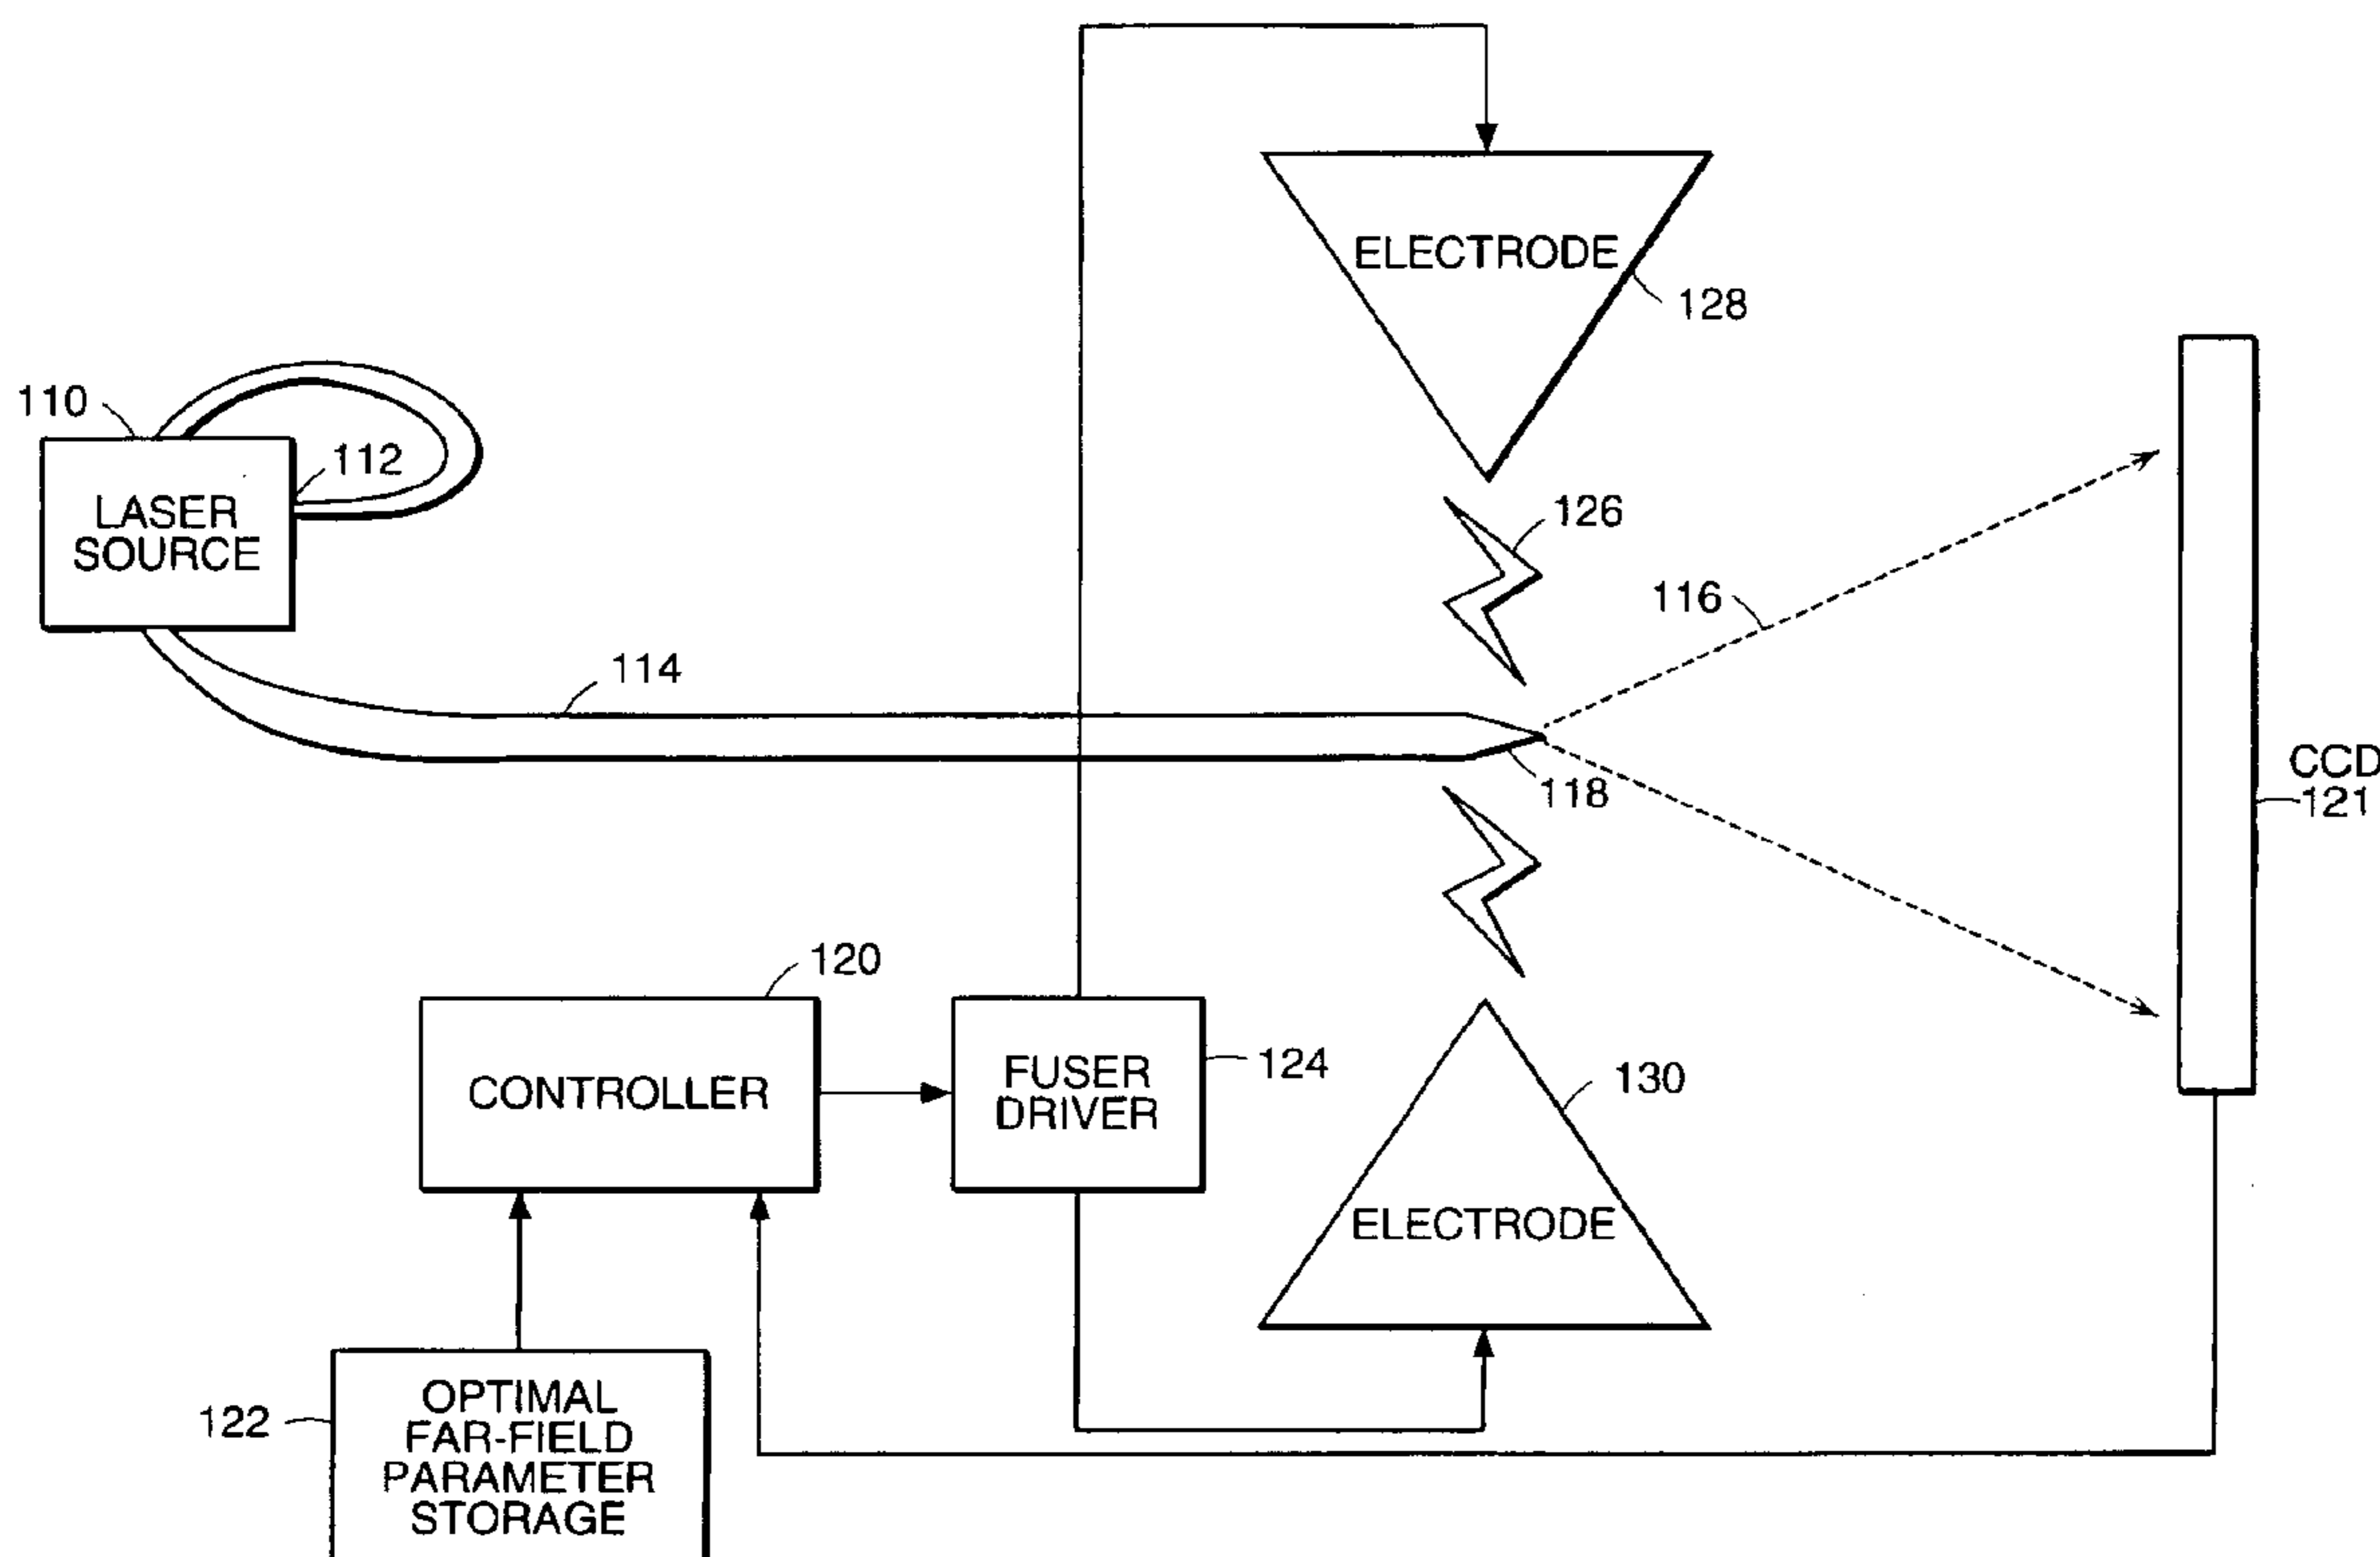 ELECTRODE
128
110
112
LASER
SOURCE
126
116
114
118
CCD
121
120
CONTROLLER
FUSER
DRIVER
124
130
ELECTRODE
122
OPTIMAL
FAR-FIELD
PARAMETER
STORAGE